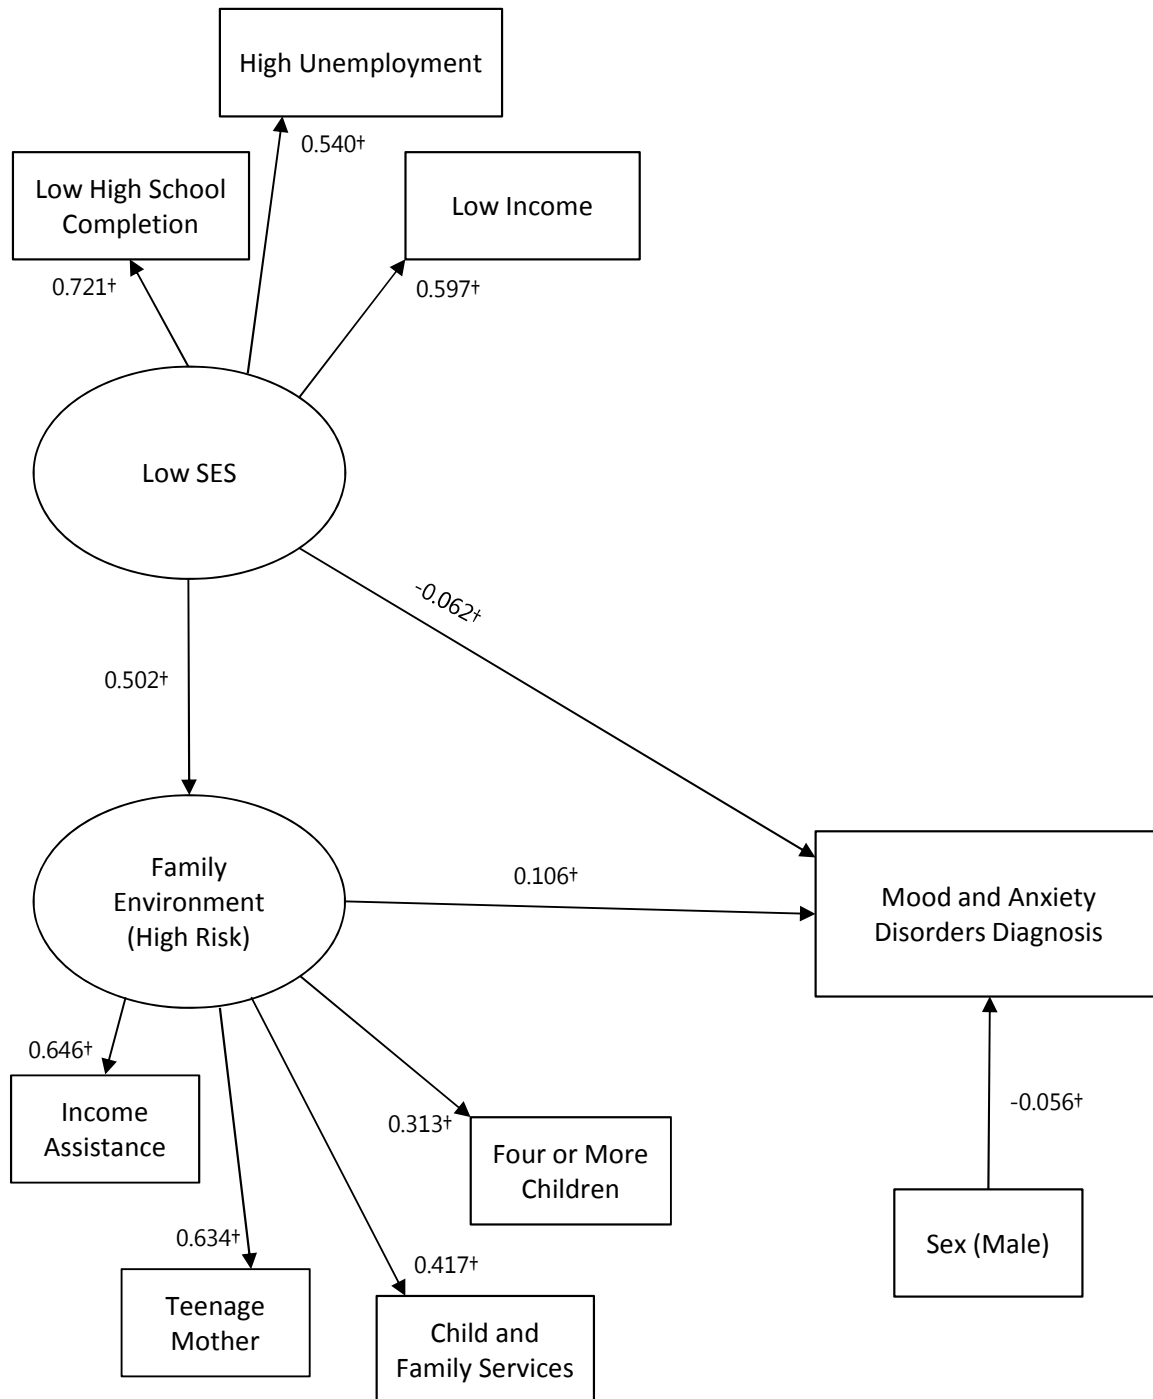 High Unemployment
0.540†
Low High School
Completion
Low Income
0.721†
0.597†
Low SES
-0.062†
0.502†
Family
Environment
(High Risk)
0.106†
Mood and Anxiety
Disorders Diagnosis
0.646†
Income
Assistance
0.313†
Four or More
Children
-0.056†
Sex (Male)
0.634†
Teenage
Mother
0.417†
Child and
Family Services